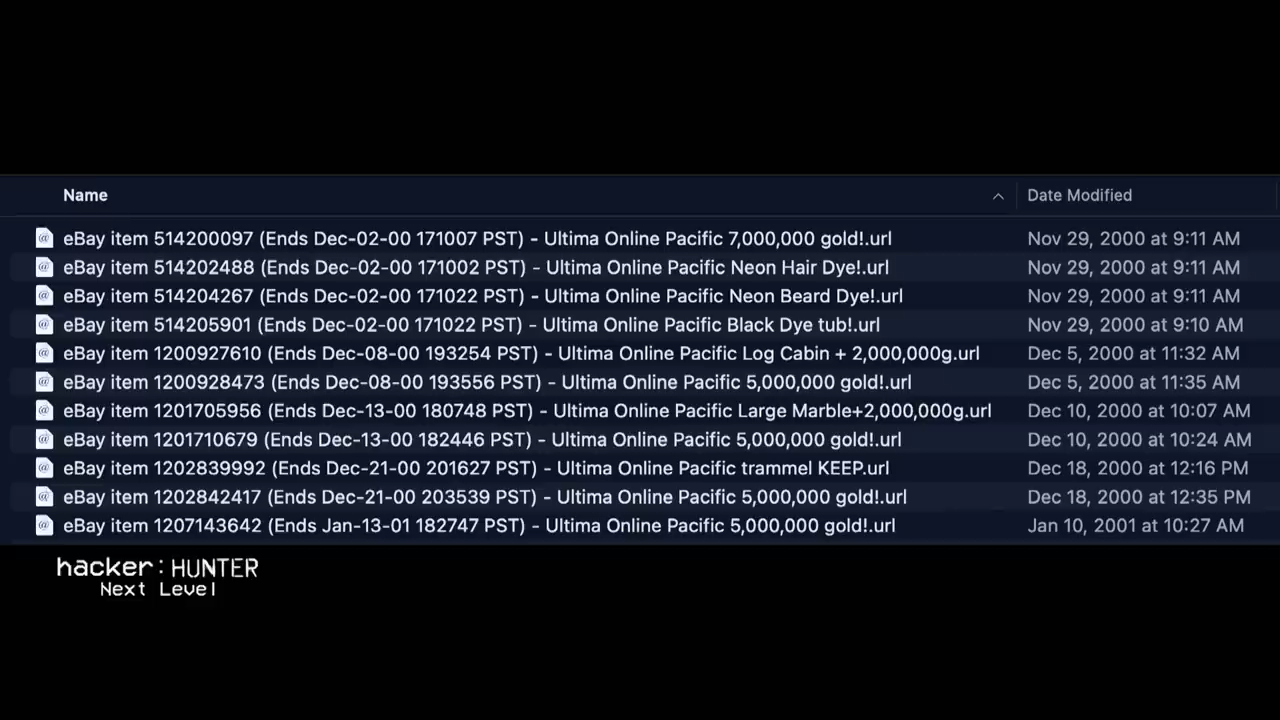 Name Date Modified
eBay item 514200097 (Ends Dec-02-00 171007 PST) - Ultima Online Pacific 7,000,000 gold!.url Nov 29, 2000 at 9:11 AM
eBay item 514202488 (Ends Dec-02-00 171002 PST) - Ultima Online Pacific Neon Hair Dye!.url Nov 29, 2000 at 9:11 AM
eBay item 514204267 (Ends Dec-02-00 171022 PST) - Ultima Online Pacific Neon Beard Dye!.url Nov 29, 2000 at 9:11 AM
eBay item 514205901 (Ends Dec-02-00 171022 PST) - Ultima Online Pacific Black Dye tub!.url Nov 29, 2000 at 9:10 AM
eBay item 1200927610 (Ends Dec-08-00 193254 PST) - Ultima Online Pacific Log Cabin + 2,000,000g.url Dec 5, 2000 at 11:32 AM
eBay item 1200928473 (Ends Dec-08-00 193556 PST) - Ultima Online Pacific 5,000,000 gold!.url Dec 5, 2000 at 11:35 AM
eBay item 1201705956 (Ends Dec-13-00 180748 PST) - Ultima Online Pacific Large Marble+2,000,000g.url Dec 10, 2000 at 10:07 AM
eBay item 1201710679 (Ends Dec-13-00 182446 PST) - Ultima Online Pacific 5,000,000 gold!.url Dec 10, 2000 at 10:24 AM
eBay item 1202839992 (Ends Dec-21-00 201627 PST) - Ultima Online Pacific trammel KEEP.url Dec 18, 2000 at 12:16 PM
eBay item 1202842417 (Ends Dec-21-00 203539 PST) - Ultima Online Pacific 5,000,000 gold!.url Dec 18, 2000 at 12:35 PM
eBay item 1207143642 (Ends Jan-13-01 182747 PST) - Ultima Online Pacific 5,000,000 gold!.url Jan 10, 2001 at 10:27 AM
hacker:HUNTER
Next Level